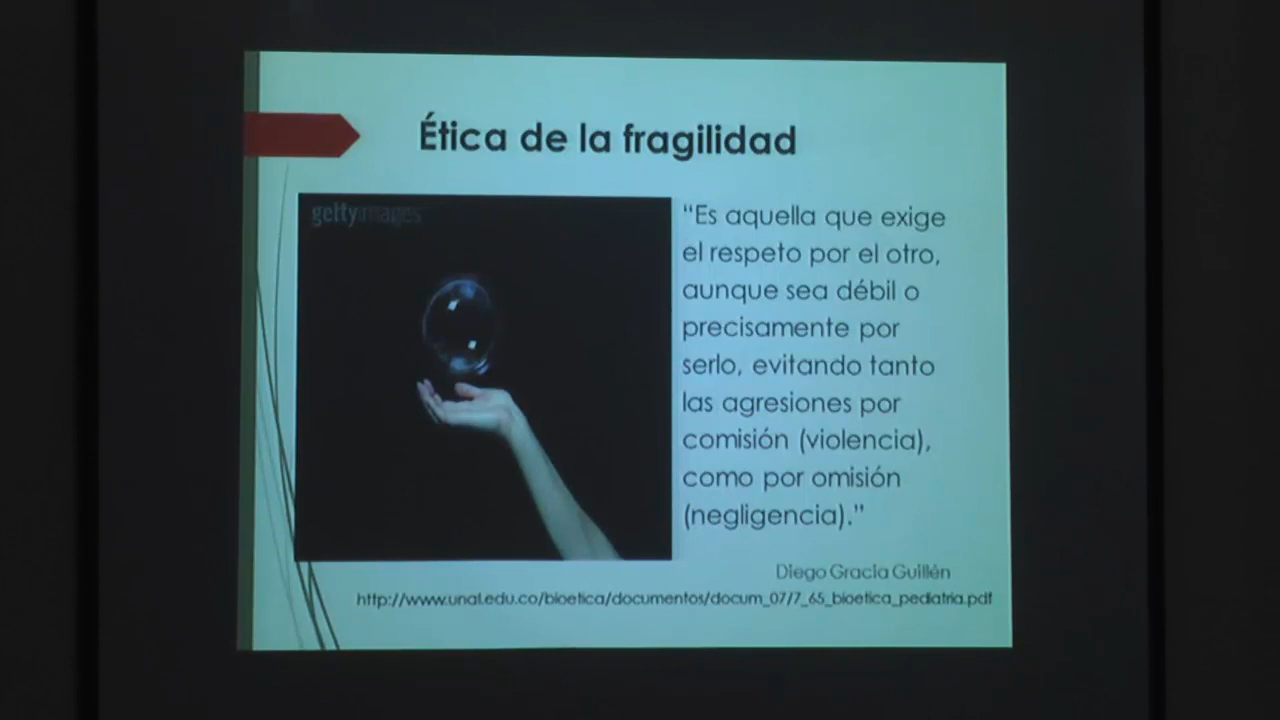 Ética de la fragilidad
gettyimages
“Es aquella que exige
el respeto por el otro,
aunque sea débil o
precisamente por
serlo, evitando tanto
las agresiones por
comisión (violencia),
como por omisión
(negligencia).”
Diego Gracia Guillén
http://www.unal.edu.co/bioetica/documentos/docum_07/7_65_bioetica_pediatria.pdf